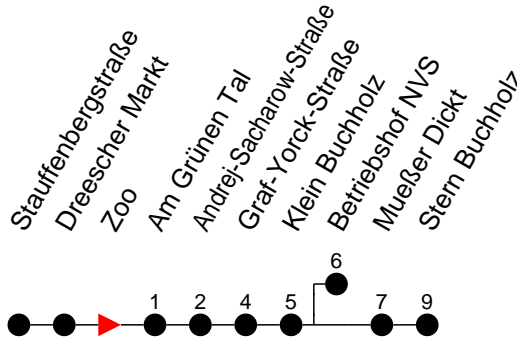 Stauffenbergstraße
Dreescher Markt
Zoo
Am Grünen Tal
Andrej-Sacharow-Straße
Graf-Yorck-Straße
Klein Buchholz
Betriebshof NVS
Mueßer Dickt
Stern Buchholz
6
1 2 4 5 7 9